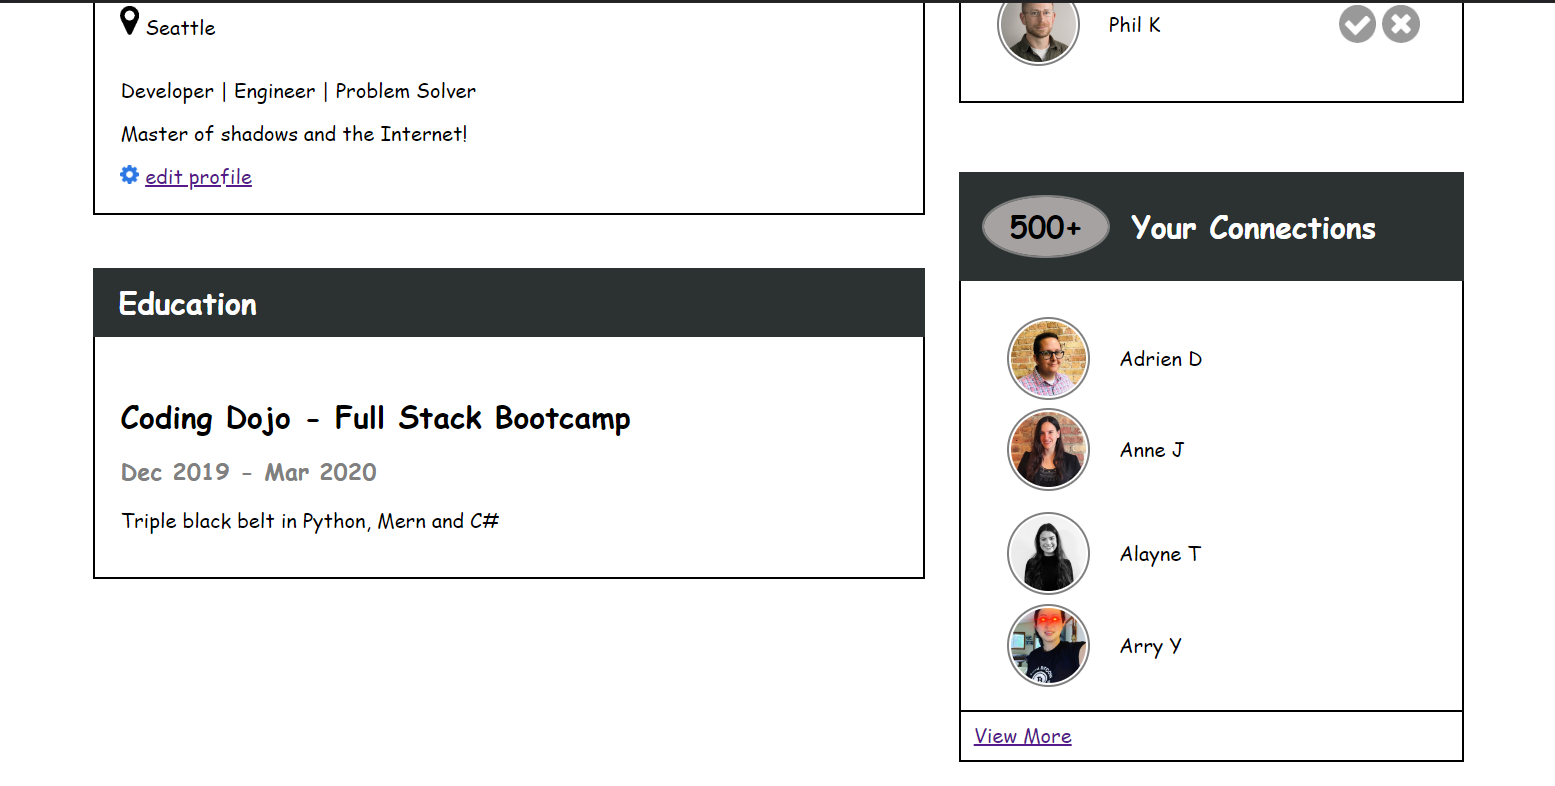 Seattle
Developer | Engineer | Problem Solver
Master of shadows and the Internet!
edit profile
Education
Coding Dojo - Full Stack Bootcamp
Dec 2019 - Mar 2020
Triple black belt in Python, Mern and C#
Phil K
500+ Your Connections
Adrien D
Anne J
Alayne T
Arry Y
View More